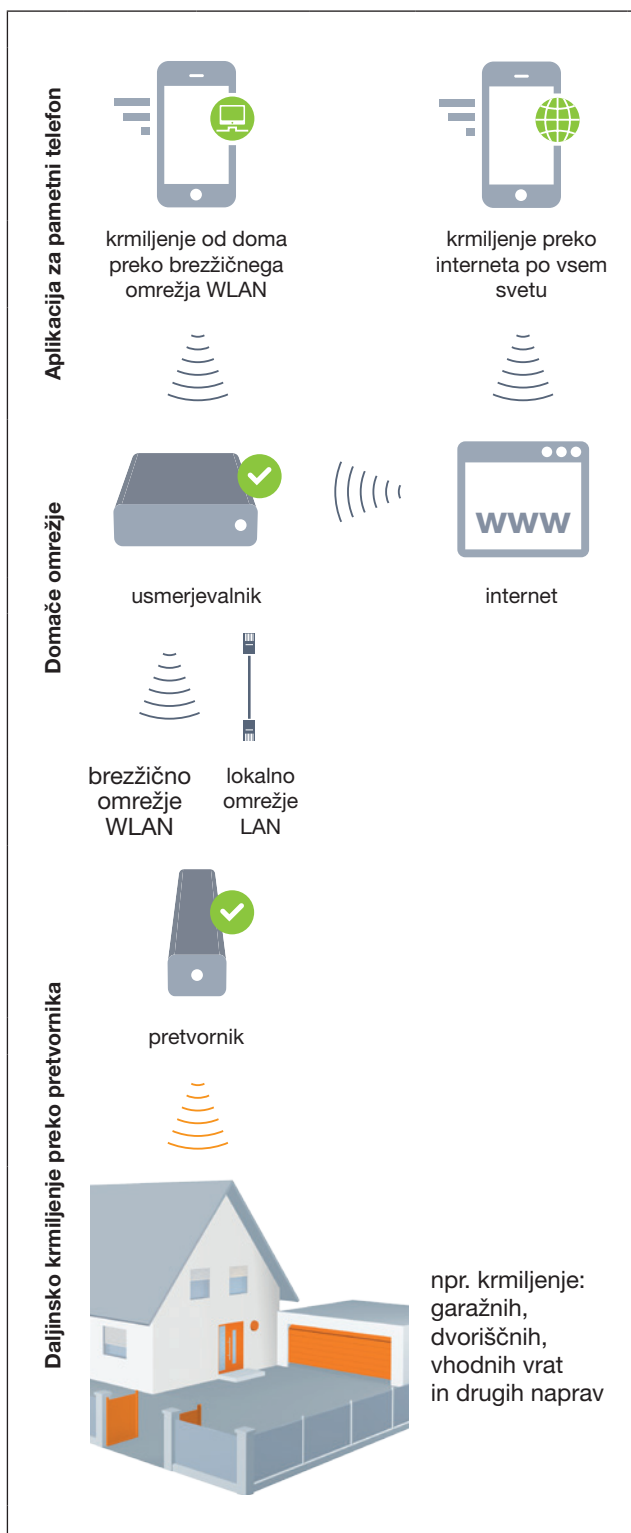 Aplikacija za pametni telefon
krmiljenje od doma
preko brezžičnega
omrežja WLAN
krmiljenje preko
interneta po vsem
svetu
Domače omrežje
usmerjevalnik
www
internet
brezžično
omrežje
WLAN
lokalno
omrežje
LAN
Daljinsko krmiljenje preko pretvornika
pretvornik
npr. krmiljenje:
garažnih,
dvoriščnih,
vhodnih vrat
in drugih naprav